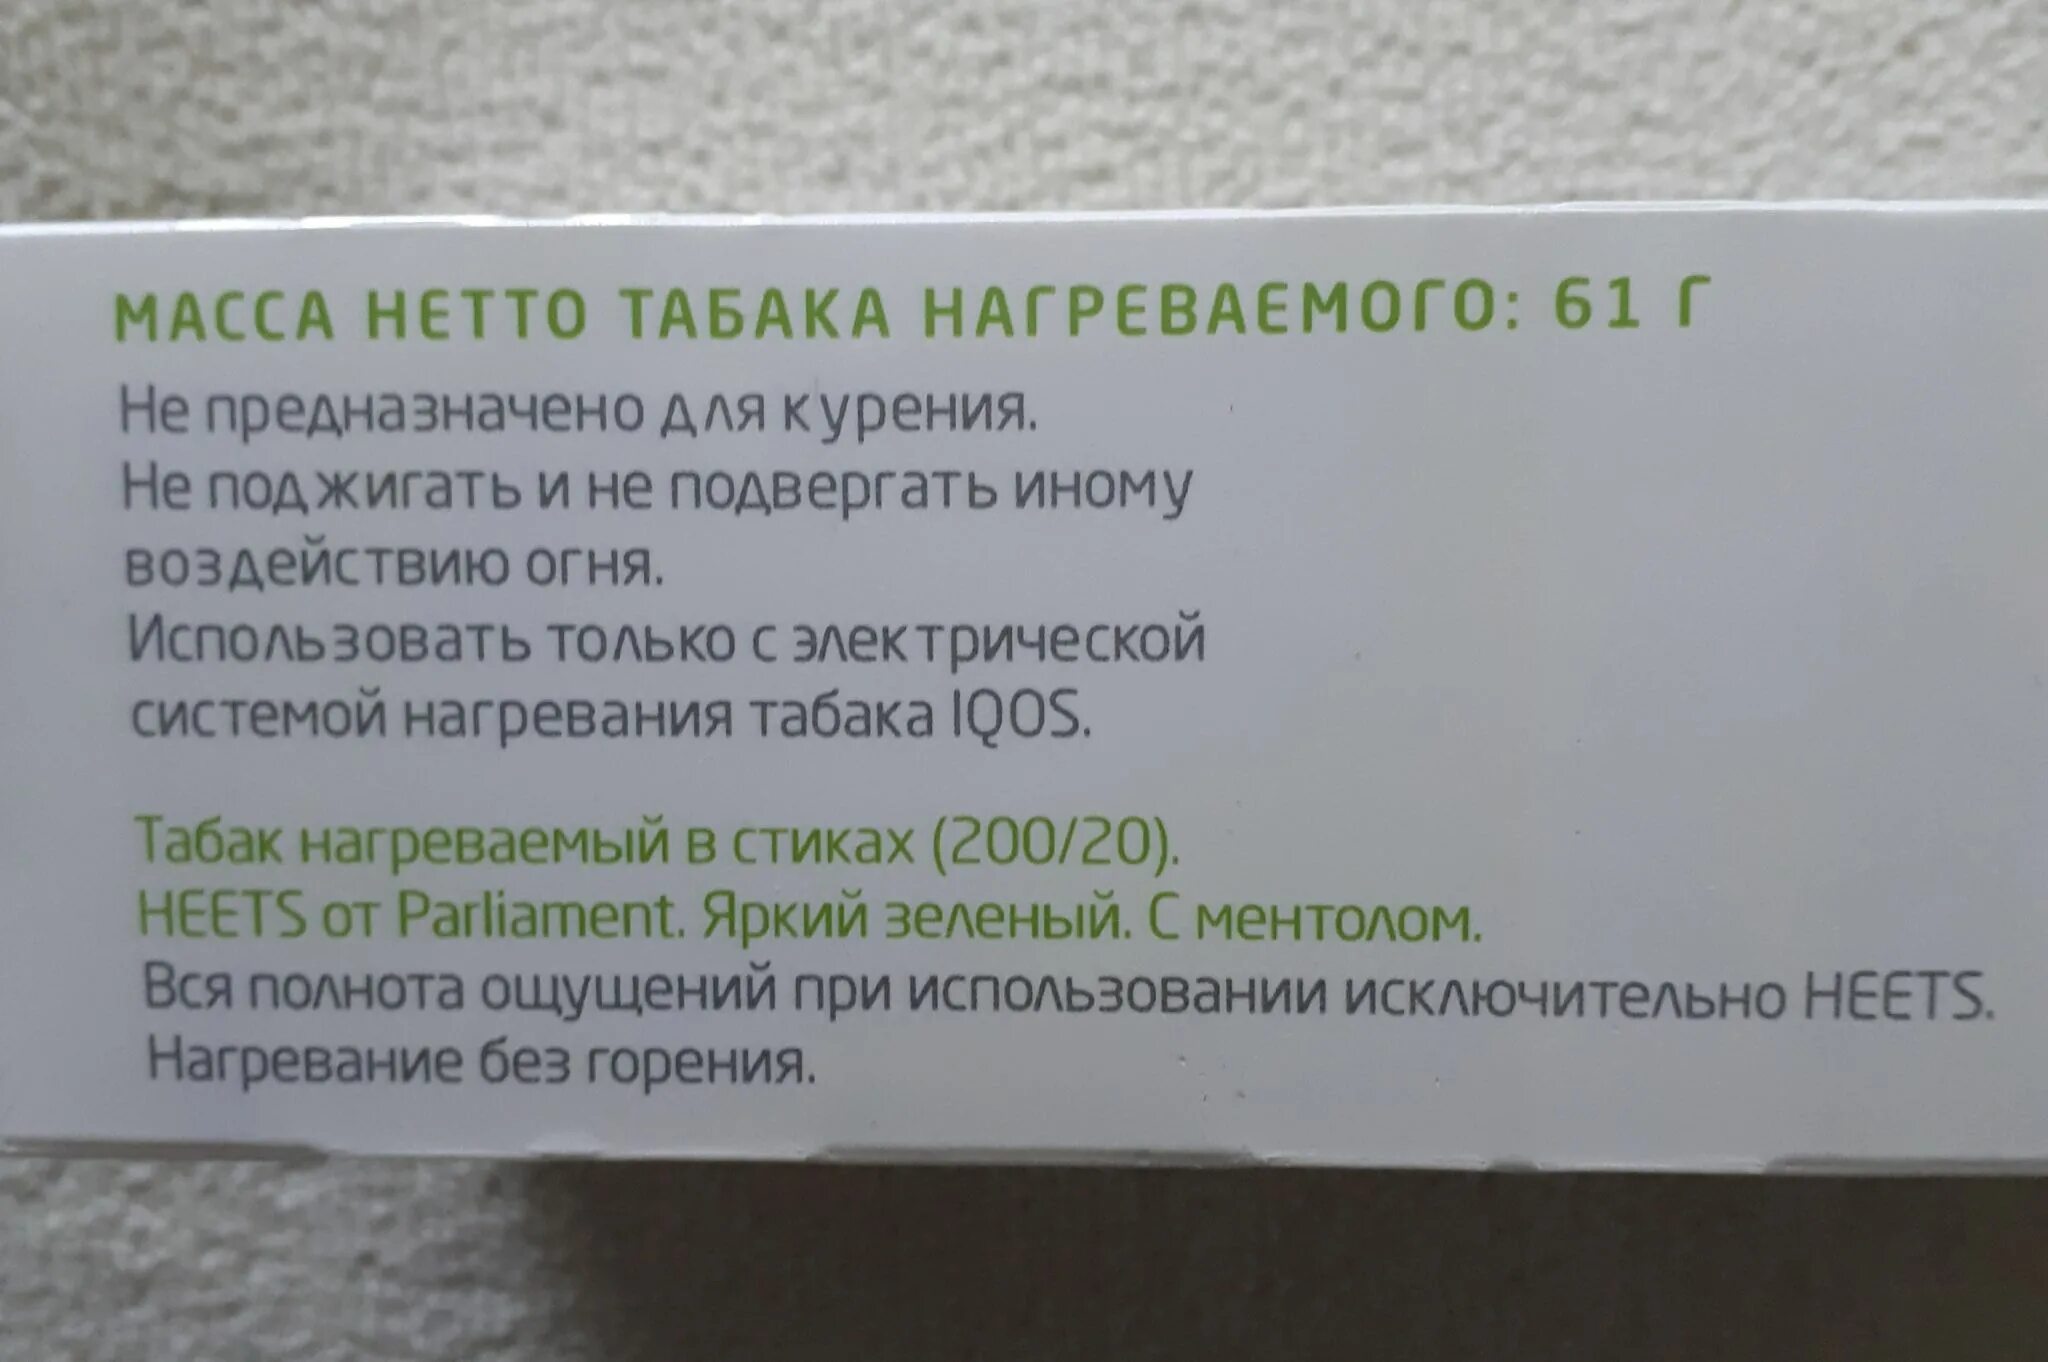 МАССА НЕТТО ТАБАКА НАГРЕВАЕМОГО: 61 Г
Не предназначено для курения.
Не поджигать и не подвергать иному
воздействию огня.
Использовать только с электрической
системой нагревания табака IQOS.
Табак нагреваемый в стиках (200/20).
HEETS от Parliament. Яркий зеленый. С ментолом.
Вся полнота ощущений при использовании исключительно HEETS.
Нагревание без горения.